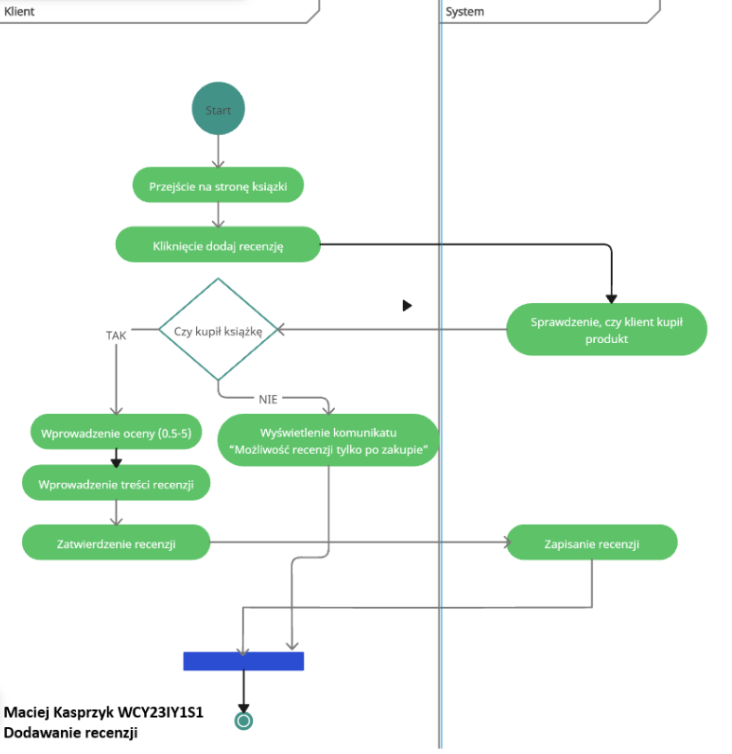 Klient
System
Start
Przejście na stronę ksiązki
Kliknięcie dodaj recenzję
Sprawdzenie, czy klient kupił
produkt
Czy kupił książkę
TAK
NIE
Wprowadzenie oceny (0.5-5)
Wyświetlenie komunikatu
“Możliwość recenzji tylko po zakupie”
Wprowadzenie treści recenzji
Zatwierdzenie recenzji
Zapisanie recenzji
Maciej Kasprzyk WCY23IY1S1
Dodawanie recenzji